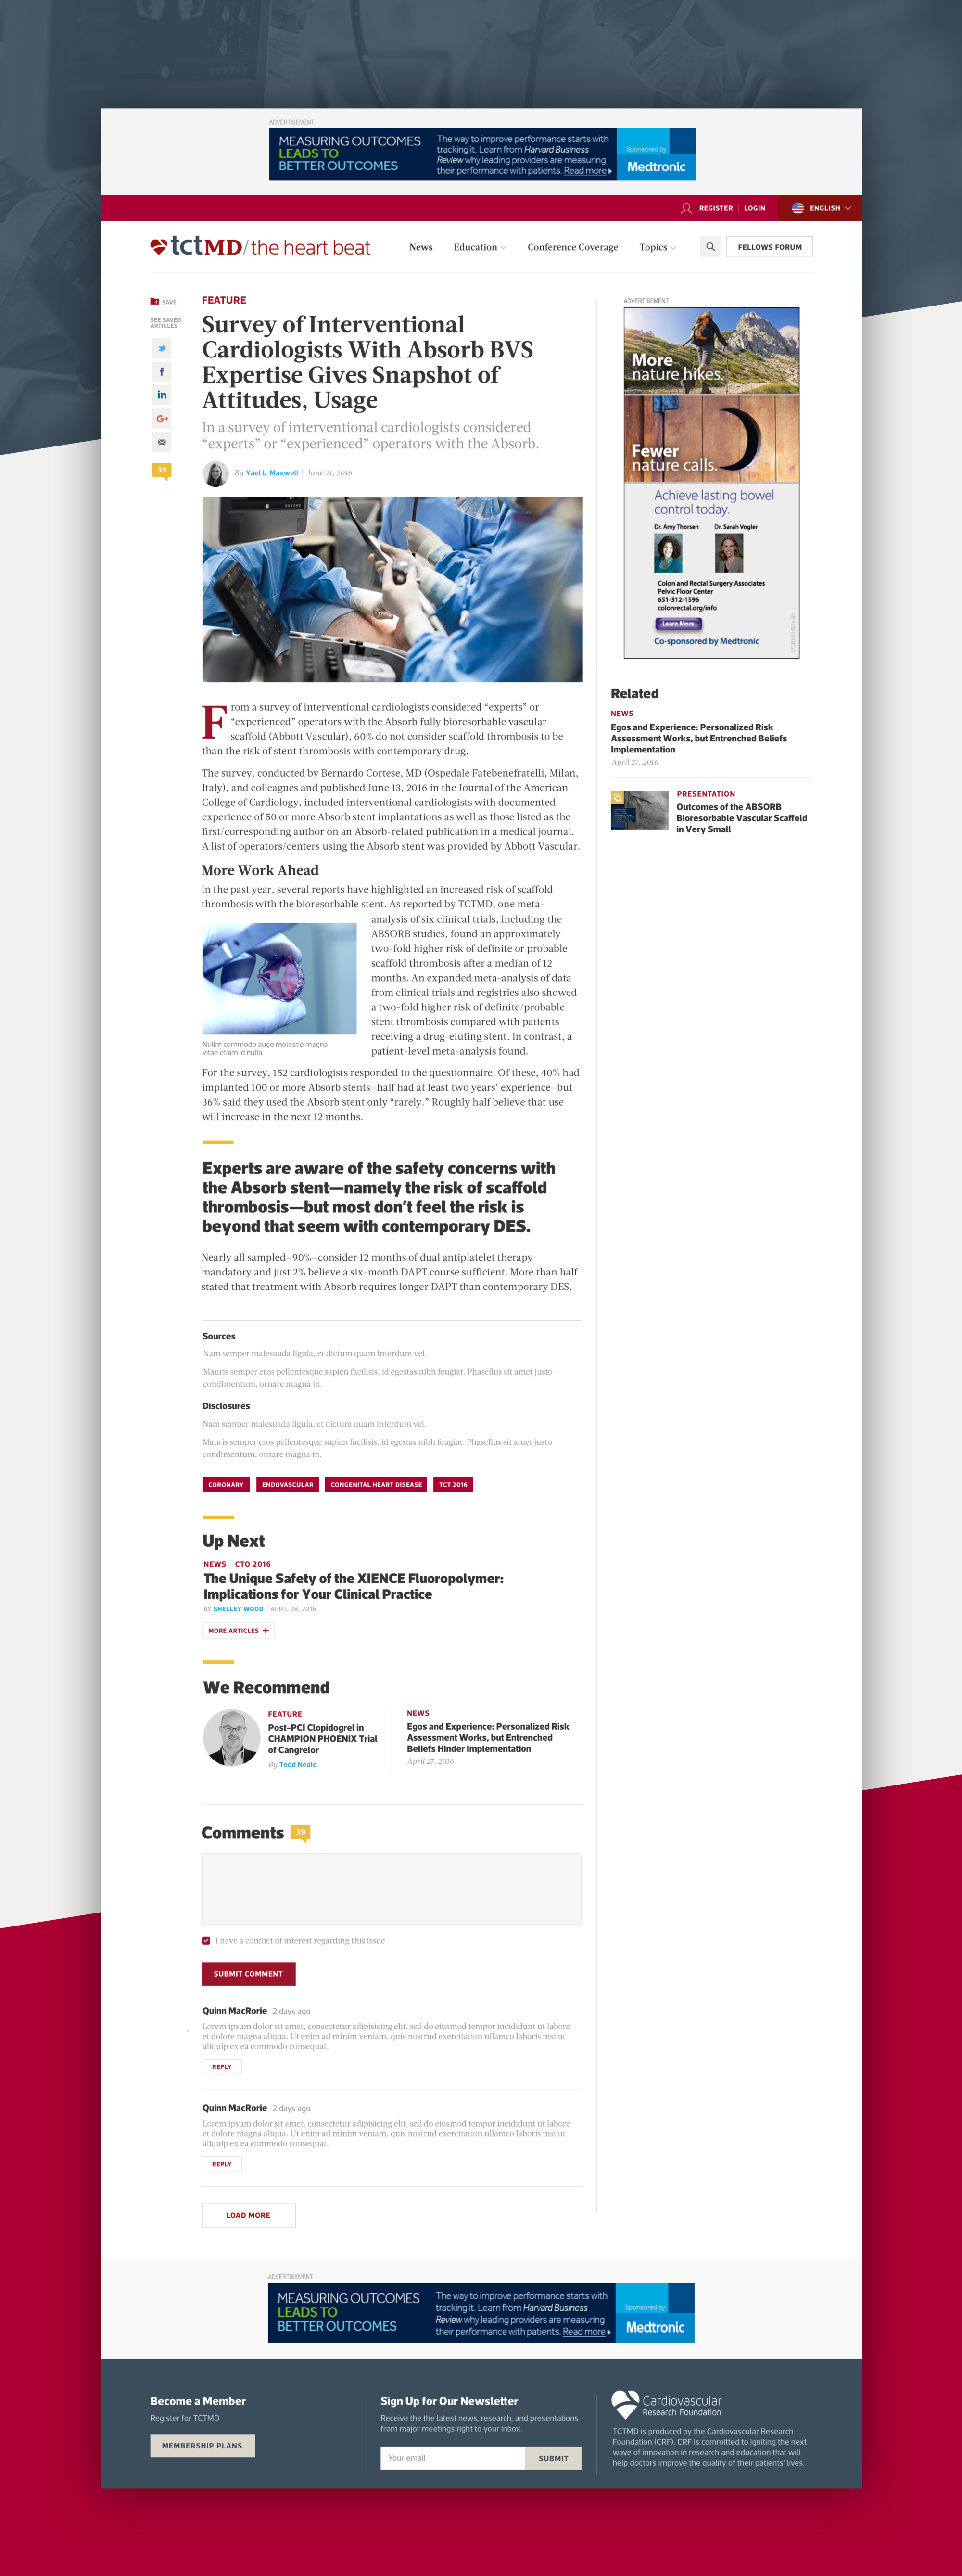 ADVERTISEMENT
MEASURING OUTCOMES
LEADS TO
BETTER OUTCOMES
The way to improve performance starts with
tracking it. Learn from Harvard Business
Review why leading providers are measuring
their performance with patients. Read more
Sponsored by
Medtronic
REGISTER
LOGIN
ENGLISH
tctMD/the heart beat
News
Education
Conference Coverage
Topics
FELLOWS FORUM
SAVE
SEE SAVED
ARTICLES
f
in
G+
39
FEATURE
Survey of Interventional
Cardiologists With Absorb BVS
Expertise Gives Snapshot of
Attitudes, Usage
In a survey of interventional cardiologists considered
“experts” or “experienced” operators with the Absorb.
By Yael L. Maxwell | June 21, 2016
From a survey of interventional cardiologists considered “experts” or
“experienced” operators with the Absorb fully bioresorbable vascular
scaffold (Abbott Vascular), 60% do not consider scaffold thrombosis to be
than the risk of stent thrombosis with contemporary drug.
The survey, conducted by Bernardo Cortese, MD (Ospedale Fatebenefratelli, Milan,
Italy), and colleagues and published June 13, 2016 in the Journal of the American
College of Cardiology, included interventional cardiologists with documented
experience of 50 or more Absorb stent implantations as well as those listed as the
first/corresponding author on an Absorb-related publication in a medical journal.
A list of operators/centers using the Absorb stent was provided by Abbott Vascular.
More Work Ahead
In the past year, several reports have highlighted an increased risk of scaffold
thrombosis with the bioresorbable stent. As reported by TCTMD, one meta-
analysis of six clinical trials, including the
ABSORB studies, found an approximately
two-fold higher risk of definite or probable
scaffold thrombosis after a median of 12
months. An expanded meta-analysis of data
from clinical trials and registries also showed
a two-fold higher risk of definite/probable
stent thrombosis compared with patients
receiving a drug-eluting stent. In contrast, a
patient-level meta-analysis found.
Nullm commodo auge molestie magna
vitae etiam id nulla.
For the survey, 152 cardiologists responded to the questionnaire. Of these, 40% had
implanted 100 or more Absorb stents—half had at least two years’ experience—but
36% said they used the Absorb stent only “rarely.” Roughly half believe that use
will increase in the next 12 months.
Experts are aware of the safety concerns with
the Absorb stent—namely the risk of scaffold
thrombosis—but most don’t feel the risk is
beyond that seem with contemporary DES.
Nearly all sampled—90%—consider 12 months of dual antiplatelet therapy
mandatory and just 2% believe a six-month DAPT course sufficient. More than half
stated that treatment with Absorb requires longer DAPT than contemporary DES.
Sources
Nam semper malesuada ligula, et dictum quam interdum vel.
Mauris semper eros pellentesque sapien facilisis, id egestas nibh feugiat. Phasellus sit amet justo
condimentum, ornare magna in.
Disclosures
Nam semper malesuada ligula, et dictum quam interdum vel.
Mauris semper eros pellentesque sapien facilisis, id egestas nibh feugiat. Phasellus sit amet justo
condimentum, ornare magna in.
CORONARY
ENDOVASCULAR
CONGENITAL HEART DISEASE
TCT 2016
Up Next
NEWS | CTO 2016
The Unique Safety of the XIENCE Fluoropolymer:
Implications for Your Clinical Practice
BY SHELLEY WOOD | APRIL 28, 2016
MORE ARTICLES +
We Recommend
FEATURE
Post-PCI Clopidogrel in
CHAMPION PHOENIX Trial
of Cangrelor
By Todd Neale
NEWS
Egos and Experience: Personalized Risk
Assessment Works, but Entrenched
Beliefs Hinder Implementation
April 27, 2016
Comments 39
I have a conflict of interest regarding this issue
SUBMIT COMMENT
Quinn MacRorie 2 days ago
Lorem ipsum dolor sit amet, consectetur adipisicing elit, sed do eiusmod tempor incididunt ut labore
et dolore magna aliqua. Ut enim ad minim veniam, quis nostrud exercitation ullamco laboris nisi ut
aliquip ex ea commodo consequat.
REPLY
Quinn MacRorie 2 days ago
Lorem ipsum dolor sit amet, consectetur adipisicing elit, sed do eiusmod tempor incididunt ut labore
et dolore magna aliqua. Ut enim ad minim veniam, quis nostrud exercitation ullamco laboris nisi ut
aliquip ex ea commodo consequat.
REPLY
LOAD MORE
ADVERTISEMENT
More
nature hikes.
Fewer
nature calls.
Achieve lasting bowel
control today.
Dr. Amy Thorsen
Dr. Sarah Vogler
Colon and Rectal Surgery Associates
Pelvic Floor Center
651-312-1596
colonrectal.org/info
Learn More
Co-sponsored by Medtronic
Related
NEWS
Egos and Experience: Personalized Risk
Assessment Works, but Entrenched Beliefs
Implementation
April 27, 2016
PRESENTATION
Outcomes of the ABSORB
Bioresorbable Vascular Scaffold
in Very Small
ADVERTISEMENT
MEASURING OUTCOMES
LEADS TO
BETTER OUTCOMES
The way to improve performance starts with
tracking it. Learn from Harvard Business
Review why leading providers are measuring
their performance with patients. Read more
Sponsored by
Medtronic
Become a Member
Register for TCTMD
MEMBERSHIP PLANS
Sign Up for Our Newsletter
Receive the the latest news, research, and presentations
from major meetings right to your inbox.
Your email
SUBMIT
Cardiovascular
Research Foundation
TCTMD is produced by the Cardiovascular Research
Foundation (CRF). CRF is committed to igniting the next
wave of innovation in research and education that will
help doctors improve the quality of their patients’ lives.